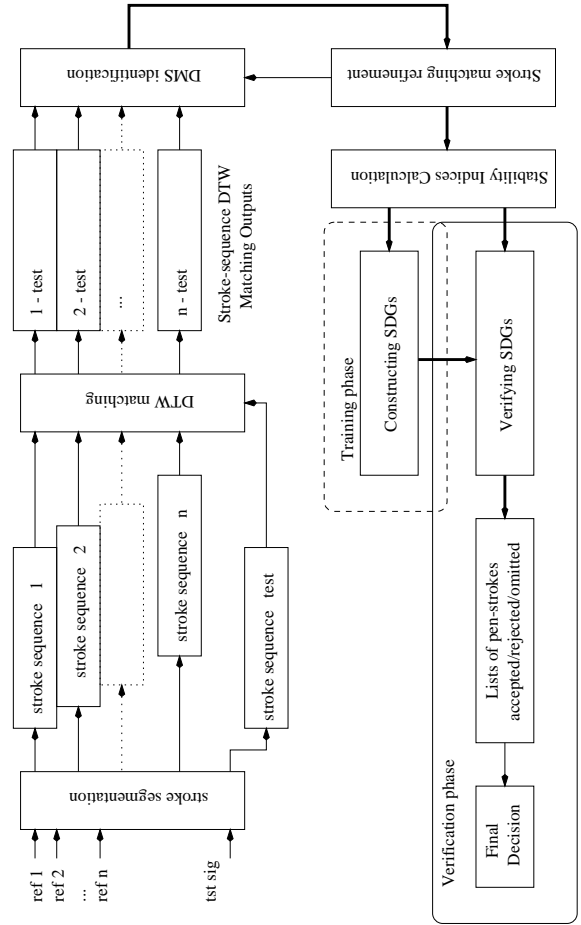 ref 1
ref 2
...
ref n
tst sig
stroke segmentation
stroke sequence 1
stroke sequence 2
stroke sequence n
stroke sequence test
DTW matching
1 - test
2 - test
...
n - test
Stroke-sequence DTW
Matching Outputs
DMS identification
Stroke matching refinement
Stability Indices Calculation
Training phase
Constructing SDGs
Verification phase
Verifying SDGs
Lists of pen-strokes
accepted/rejected/omitted
Final
Decision